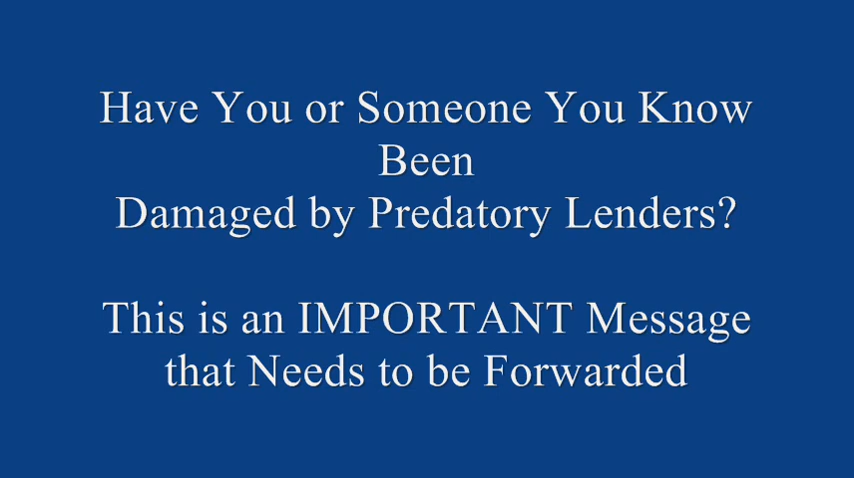 Have You or Someone You Know
Been
Damaged by Predatory Lenders?
This is an IMPORTANT Message
that Needs to be Forwarded